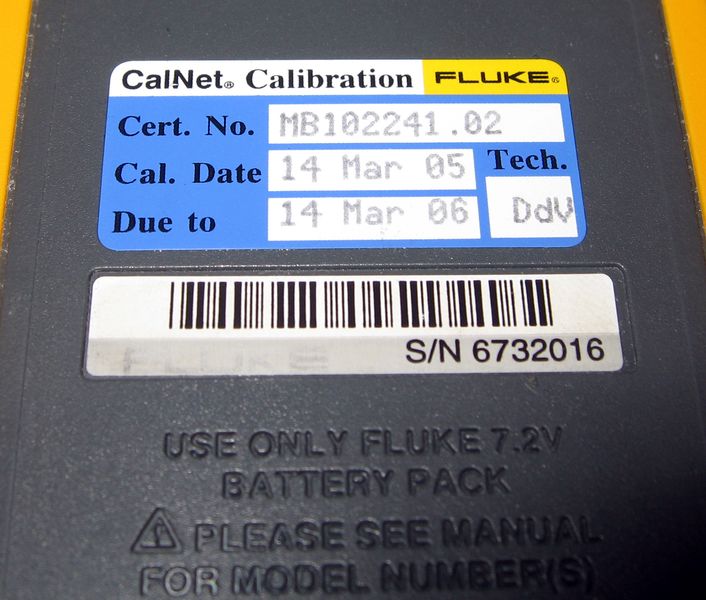 CalNet® Calibration FLUKE®
Cert. No. MB102241.02
Cal. Date 14 Mar 05 Tech.
Due to 14 Mar 06 DdV
FLUKE
S/N 6732016
USE ONLY FLUKE 7.2V
BATTERY PACK
⚠ PLEASE SEE MANUAL
FOR MODEL NUMBER(S)